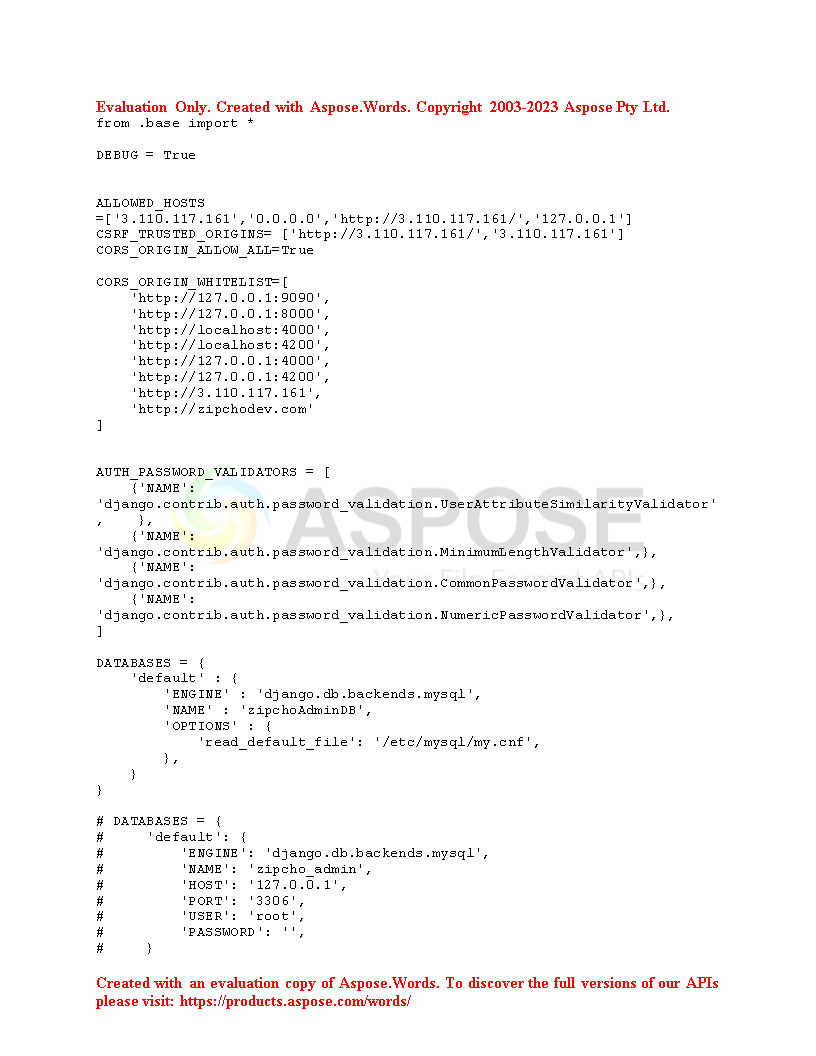 Evaluation Only. Created with Aspose.Words. Copyright 2003-2023 Aspose Pty Ltd.
from .base import *
DEBUG = True
ALLOWED_HOSTS
=['3.110.117.161','0.0.0.0','http://3.110.117.161/','127.0.0.1']
CSRF_TRUSTED_ORIGINS= ['http://3.110.117.161/','3.110.117.161']
CORS_ORIGIN_ALLOW_ALL=True
CORS_ORIGIN_WHITELIST=[
    'http://127.0.0.1:9090',
    'http://127.0.0.1:8000',
    'http://localhost:4000',
    'http://localhost:4200',
    'http://127.0.0.1:4000',
    'http://127.0.0.1:4200',
    'http://3.110.117.161',
    'http://zipchodev.com'
]
AUTH_PASSWORD_VALIDATORS = [
    {'NAME':
'django.contrib.auth.password_validation.UserAttributeSimilarityValidator'
,    },
    {'NAME':
'django.contrib.auth.password_validation.MinimumLengthValidator',},
    {'NAME':
'django.contrib.auth.password_validation.CommonPasswordValidator',},
    {'NAME':
'django.contrib.auth.password_validation.NumericPasswordValidator',},
]
ASPOSE
Your File Format APIs
DATABASES = {
    'default' : {
        'ENGINE' : 'django.db.backends.mysql',
        'NAME' : 'zipchoAdminDB',
        'OPTIONS' : {
            'read_default_file': '/etc/mysql/my.cnf',
        },
    }
}
# DATABASES = {
#     'default': {
#         'ENGINE': 'django.db.backends.mysql',
#         'NAME': 'zipcho_admin',
#         'HOST': '127.0.0.1',
#         'PORT': '3306',
#         'USER': 'root',
#         'PASSWORD': '',
#     }
Created with an evaluation copy of Aspose.Words. To discover the full versions of our APIs
please visit: https://products.aspose.com/words/